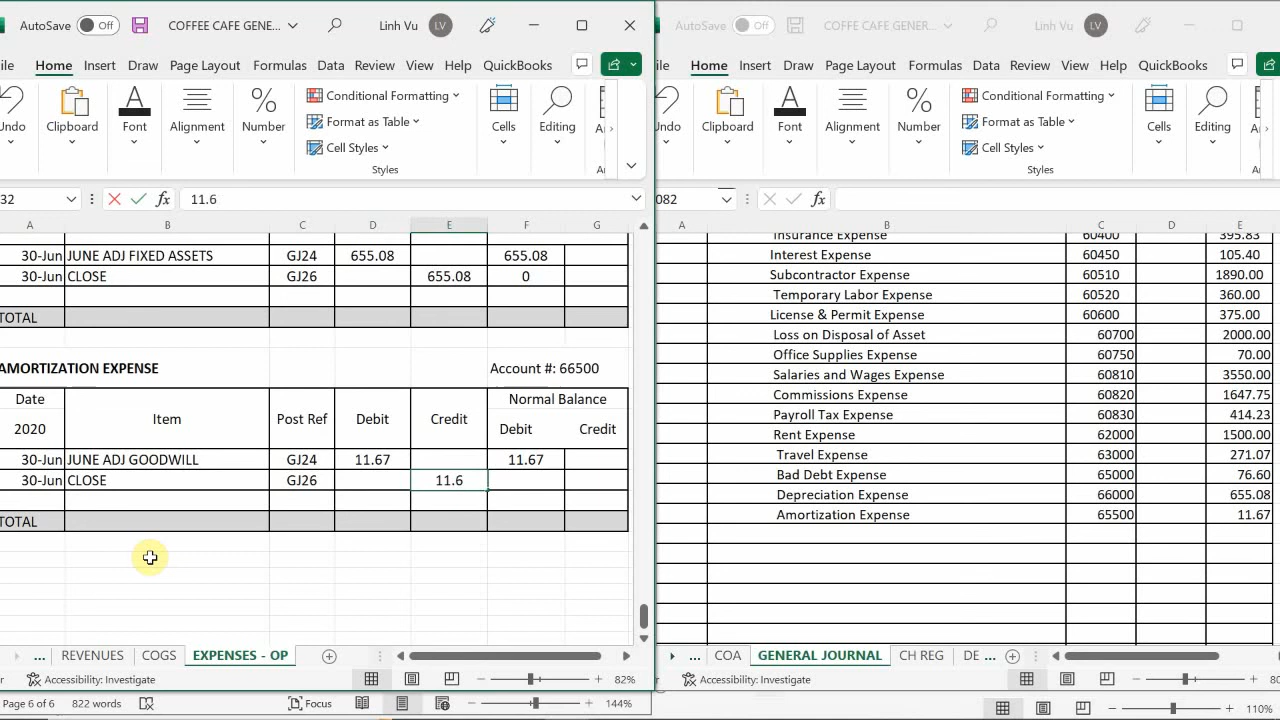 AutoSave Off COFFEE CAFE GENER... Linh Vu LV
ile Home Insert Draw Page Layout Formulas Data Review View Help QuickBooks
Undo Clipboard Font Alignment Number
Conditional Formatting
Format as Table
Cell Styles
Styles
Cells Editing
32 fx 11.6
A B C D E F G
30-Jun JUNE ADJ FIXED ASSETS GJ24 655.08 655.08
30-Jun CLOSE GJ26 655.08 0
TOTAL
AMORTIZATION EXPENSE Account #: 66500
Date Normal Balance
Item Post Ref Debit Credit
2020 Debit Credit
30-Jun JUNE ADJ GOODWILL GJ24 11.67 11.67
30-Jun CLOSE GJ26 11.6
TOTAL
... REVENUES COGS EXPENSES - OP
Accessibility: Investigate 82%
Page 6 of 6 822 words Focus 144%
AutoSave Off COFFE CAFE GENERAL... Linh Vu LV
ile Home Insert Draw Page Layout Formulas Data Review View Help QuickBooks
Undo Clipboard Font Alignment Number
Conditional Formatting
Format as Table
Cell Styles
Styles
Cells Editing
082 fx
A B C D E
Insurance Expense 60400 395.83
Interest Expense 60450 105.40
Subcontractor Expense 60510 1890.00
Temporary Labor Expense 60520 360.00
License & Permit Expense 60600 375.00
Loss on Disposal of Asset 60700 2000.00
Office Supplies Expense 60750 70.00
Salaries and Wages Expense 60810 3550.00
Commissions Expense 60820 1647.75
Payroll Tax Expense 60830 414.23
Rent Expense 62000 1500.00
Travel Expense 63000 271.07
Bad Debt Expense 65000 76.60
Depreciation Expense 66000 655.08
Amortization Expense 65500 11.67
... COA GENERAL JOURNAL CH REG DE ...
Accessibility: Investigate 80
110%